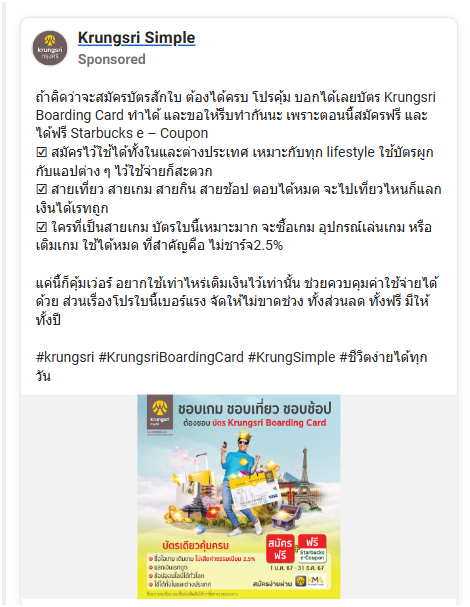 Krungsri Simple
Sponsored
krungsri
กรุงศรี
ถ้าคิดว่าจะสมัครบัตรสักใบ ต้องได้ครบ โปรคุ้ม บอกได้เลยบัตร Krungsri
Boarding Card ทำได้ และขอให้รีบทำกันนะ เพราะตอนนี้สมัครฟรี และ
ได้ฟรี Starbucks e – Coupon
☑ สมัครไว้ใช้ได้ทั้งในและต่างประเทศ เหมาะกับทุก lifestyle ใช้บัตรผูก
กับแอปต่าง ๆ ไว้ใช้จ่ายก็สะดวก
☑ สายเที่ยว สายเกม สายกิน สายช้อป ตอบได้หมด จะไปเที่ยวไหนก็แลก
เงินได้เรทถูก
☑ ใครที่เป็นสายเกม บัตรใบนี้เหมาะมาก จะซื้อเกม อุปกรณ์เล่นเกม หรือ
เติมเกม ใช้ได้หมด ที่สำคัญคือ ไม่ชาร์จ2.5%
แค่นี้ก็คุ้มเว่อร์ อยากใช้เท่าไหร่เติมเงินไว้เท่านั้น ช่วยควบคุมค่าใช้จ่ายได้
ด้วย ส่วนเรื่องโปรใบนี้เบอร์แรง จัดให้ไม่ขาดช่วง ทั้งส่วนลด ทั้งฟรี มีให้
ทั้งปี
#krungsri #KrungsriBoardingCard #KrungSimple #ชีวิตง่ายได้ทุก
วัน
krungsri
ชอบเกม ชอบเที่ยว ชอบช้อป
ต้องชอบ บัตร Krungsri Boarding Card
VISA
บัตรเดียวคุ้มครบ
ซื้อไอเทม เติมเกม ไม่เสียค่าธรรมเนียม 2.5%
แลกเงินเรทถูก
ช้อปออนไลน์ได้ทั่วโลก
ใช้ได้ทั้งในและต่างประเทศ
สมัคร
ฟรี
ฟรี
Starbucks
e-Coupon
1 ม.ค. 67 - 31 ธ.ค. 67
สมัครง่ายผ่าน
KMA